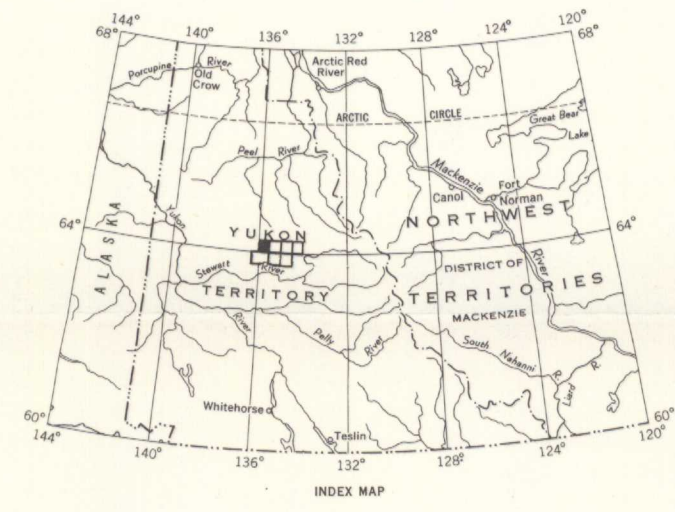 144° 140° 136° 132° 128° 124° 120°
68° 68°
Porcupine River
Old
Crow
Arctic Red
River
ARCTIC CIRCLE
Great Bear
Lake
Peel River
Mackenzie
River
Canol
Fort
Norman
ALASKA
Yukon
64° 64°
YUKON
TERRITORY
NORTHWEST
TERRITORIES
DISTRICT OF
MACKENZIE
Stewart River
River
Pelly River
South Nahanni R.
Liard R.
Whitehorse
Teslin
60° 60°
144° 140° 136° 132° 128° 124° 120°
INDEX MAP